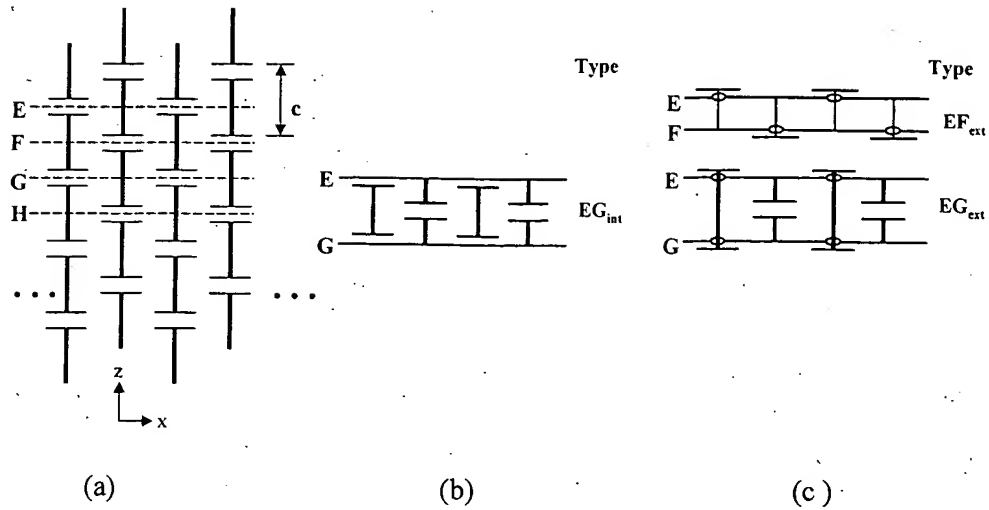 E
F
G
H
c
. . .
. . .
z
x
(a)
Type
E
EG_int
G
(b)
Type
E
EF_ext
F
E
EG_ext
G
(c )